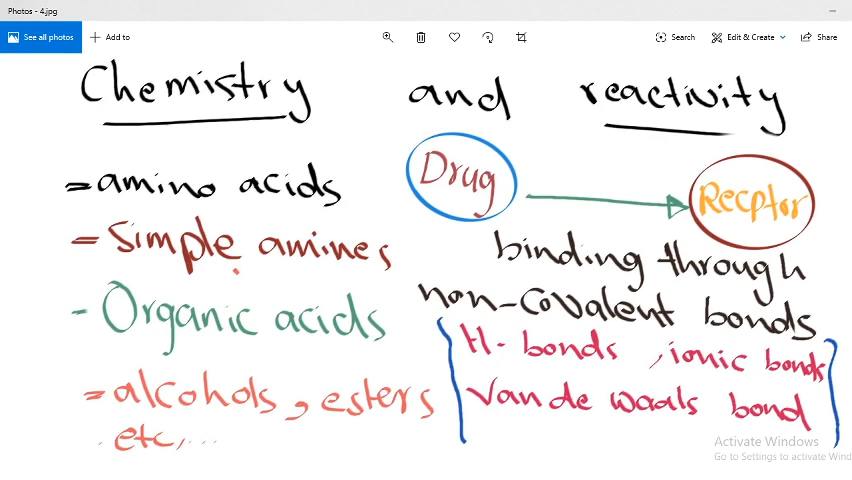 Photos - 4.jpg
See all photos
Add to
Search
Edit & Create
Share
Chemistry and reactivity
Drug
Recptor
= amino acids
= Simple amines
- Organic acids
= alcohols, esters
etc, ...
binding through
non-covalent bonds
H- bonds , ionic bonds
Van de waals bond
Activate Windows
Go to Settings to activate Wind